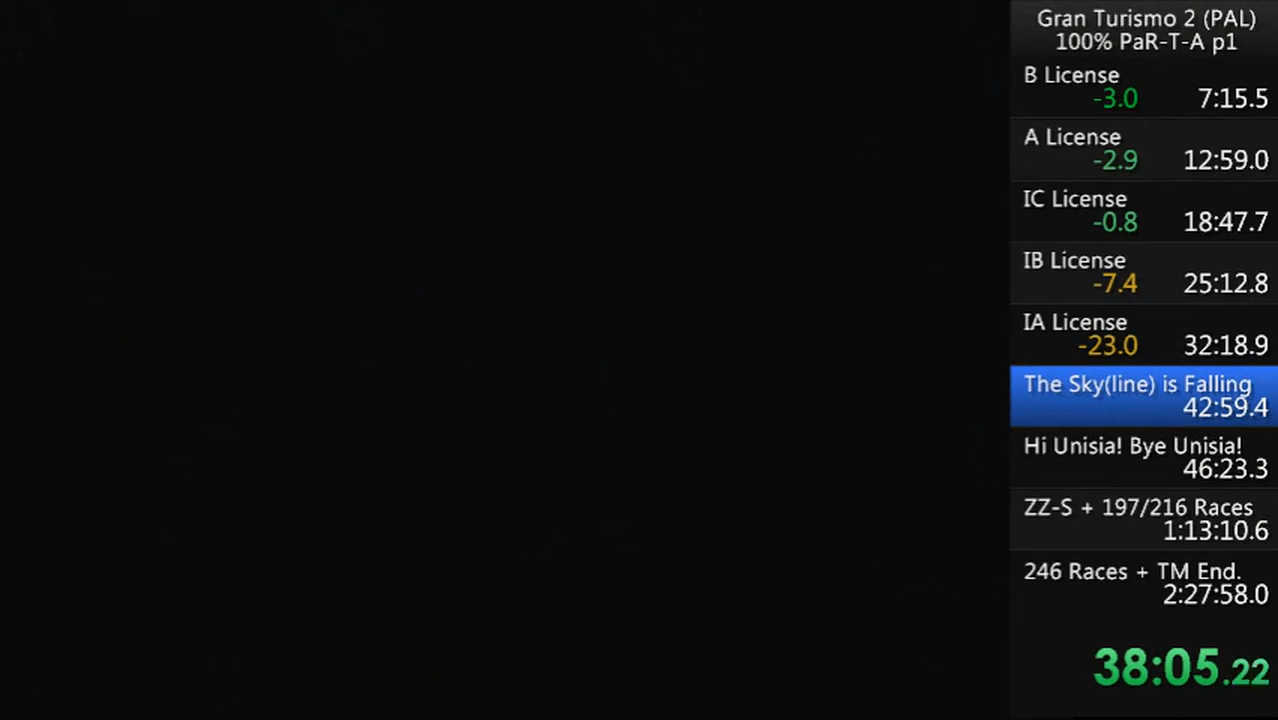 Gran Turismo 2 (PAL)
100% PaR-T-A p1
B License
-3.0 7:15.5
A License
-2.9 12:59.0
IC License
-0.8 18:47.7
IB License
-7.4 25:12.8
IA License
-23.0 32:18.9
The Sky(line) is Falling
42:59.4
Hi Unisia! Bye Unisia!
46:23.3
ZZ-S + 197/216 Races
1:13:10.6
246 Races + TM End.
2:27:58.0
38:05.22